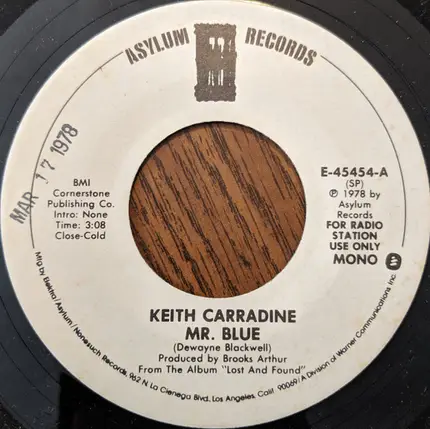 ASYLUM RECORDS
MAR 17 1978
BMI
Cornerstone
Publishing Co.
Intro: None
Time: 3:08
Close-Cold
E-45454-A
(SP)
℗ 1978 by
Asylum
Records
FOR RADIO
STATION
USE ONLY
MONO
KEITH CARRADINE
MR. BLUE
(Dewayne Blackwell)
Produced by Brooks Arthur
From The Album "Lost And Found"
Mfg by Elektra/Asylum/Nonesuch Records, 962 N. La Cienega Blvd., Los Angeles, Calif. 90069/A Division of Warner Communications Inc.